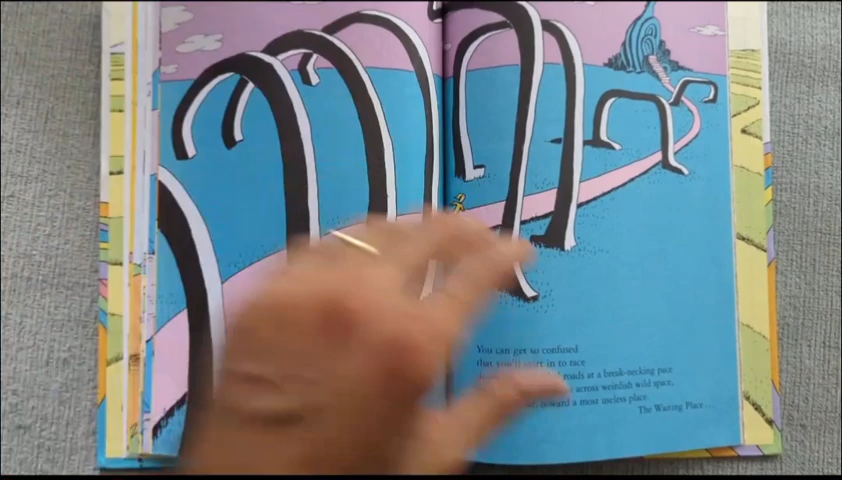 You can get so confused
that you'll start in to race
roads at a break-necking pace
across weirdish wild space,
toward a most useless place.
The Waiting Place...